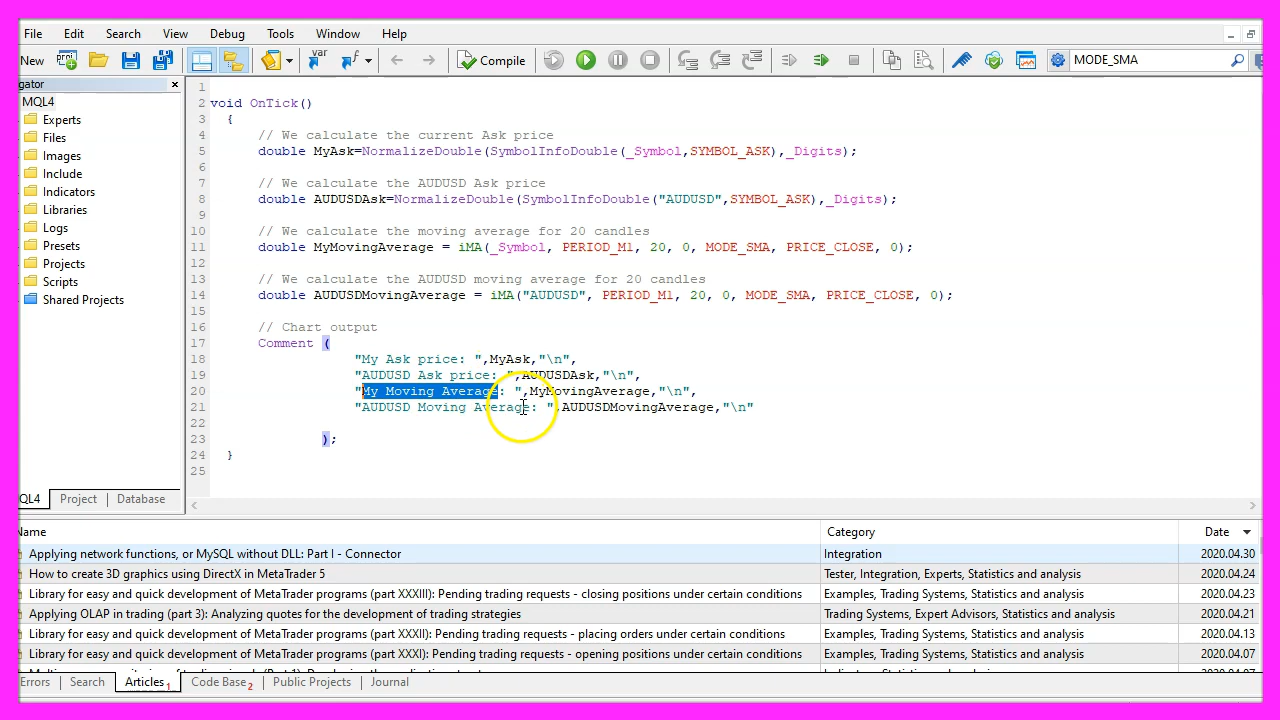 File Edit Search View Debug Tools Window Help
New Compile MODE_SMA
gator
MQL4
Experts
Files
Images
Include
Indicators
Libraries
Logs
Presets
Projects
Scripts
Shared Projects
QL4 Project Database
1
2 void OnTick()
3 {
4 // We calculate the current Ask price
5 double MyAsk=NormalizeDouble(SymbolInfoDouble(_Symbol,SYMBOL_ASK),_Digits);
6
7 // We calculate the AUDUSD Ask price
8 double AUDUSDAsk=NormalizeDouble(SymbolInfoDouble("AUDUSD",SYMBOL_ASK),_Digits);
9
10 // We calculate the moving average for 20 candles
11 double MyMovingAverage = iMA(_Symbol, PERIOD_M1, 20, 0, MODE_SMA, PRICE_CLOSE, 0);
12
13 // We calculate the AUDUSD moving average for 20 candles
14 double AUDUSDMovingAverage = iMA("AUDUSD", PERIOD_M1, 20, 0, MODE_SMA, PRICE_CLOSE, 0);
15
16 // Chart output
17 Comment (
18 "My Ask price: ",MyAsk,"\n",
19 "AUDUSD Ask price: ",AUDUSDAsk,"\n",
20 "My Moving Average: ",MyMovingAverage,"\n",
21 "AUDUSD Moving Average: ",AUDUSDMovingAverage,"\n"
22
23 );
24 }
25
Name Category Date
Applying network functions, or MySQL without DLL: Part I - Connector Integration 2020.04.30
How to create 3D graphics using DirectX in MetaTrader 5 Tester, Integration, Experts, Statistics and analysis 2020.04.24
Library for easy and quick development of MetaTrader programs (part XXXIII): Pending trading requests - closing positions under certain conditions Examples, Trading Systems, Expert Advisors, Statistics and analysis 2020.04.23
Applying OLAP in trading (part 3): Analyzing quotes for the development of trading strategies Trading Systems, Expert Advisors, Statistics and analysis 2020.04.21
Library for easy and quick development of MetaTrader programs (part XXXII): Pending trading requests - placing orders under certain conditions Examples, Trading Systems, Expert Advisors, Statistics and analysis 2020.04.13
Library for easy and quick development of MetaTrader programs (part XXXI): Pending trading requests - opening positions under certain conditions Examples, Trading Systems, Expert Advisors, Statistics and analysis 2020.04.07
Errors Search Articles 1 Code Base 2 Public Projects Journal